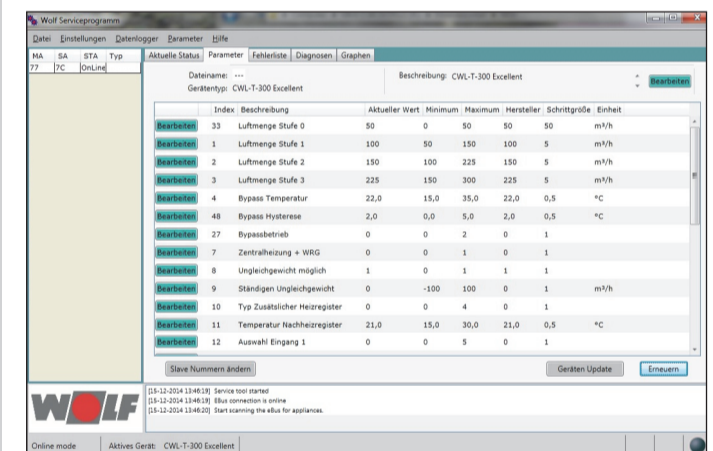 Wolf Serviceprogramm
Datei Einstellungen Datenlogger Parameter Hilfe
MA SA STA Typ
77 7C OnLine
Aktuelle Status Parameter Fehlerliste Diagnosen Graphen
Dateiname: --- Beschreibung: CWL-T-300 Excellent Bearbeiten
Gerätentyp: CWL-T-300 Excellent
Index Beschreibung Aktueller Wert Minimum Maximum Hersteller Schrittgröße Einheit
Bearbeiten 33 Luftmenge Stufe 0 50 0 50 50 50 m³/h
Bearbeiten 1 Luftmenge Stufe 1 100 50 150 100 5 m³/h
Bearbeiten 2 Luftmenge Stufe 2 150 100 225 150 5 m³/h
Bearbeiten 3 Luftmenge Stufe 3 225 150 300 225 5 m³/h
Bearbeiten 4 Bypass Temperatur 22,0 15,0 35,0 22,0 0,5 °C
Bearbeiten 48 Bypass Hysterese 2,0 0,0 5,0 2,0 0,5 °C
Bearbeiten 27 Bypassbetrieb 0 0 2 0 1
Bearbeiten 7 Zentralheizung + WRG 0 0 1 0 1
Bearbeiten 8 Ungleichgewicht möglich 1 0 1 1 1
Bearbeiten 9 Ständigen Ungleichgewicht 0 -100 100 0 1 m³/h
Bearbeiten 10 Typ Zusätslicher Heizregister 0 0 4 0 1
Bearbeiten 11 Temperatur Nachheizregister 21,0 15,0 30,0 21,0 0,5 °C
Bearbeiten 12 Auswahl Eingang 1 0 0 5 0 1
Slave Nummern ändern Geräten Update Erneuern
WOLF
[15-12-2014 13:46:19] Service tool started
[15-12-2014 13:46:19] EBus connection is online
[15-12-2014 13:46:20] Start scanning the eBus for appliances.
Online mode Aktives Gerät: CWL-T-300 Excellent